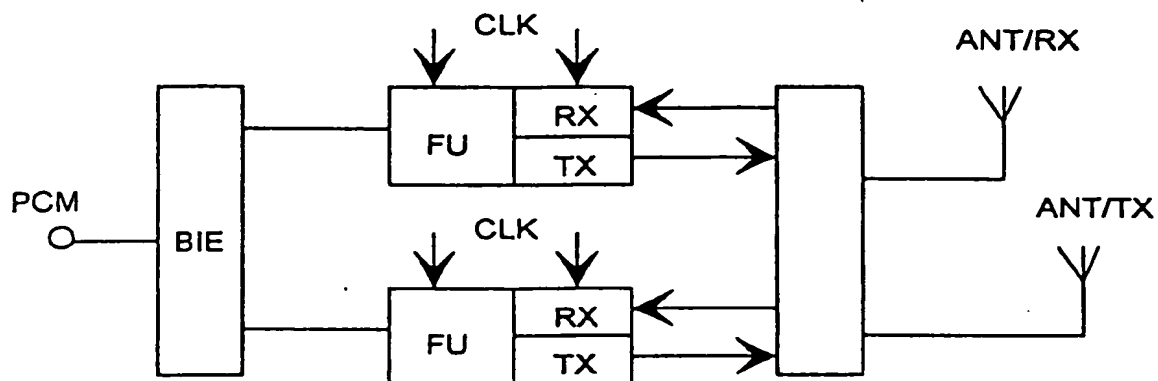 CLK
ANT/RX
RX
FU
TX
PCM
ANT/TX
CLK
BIE
RX
FU
TX